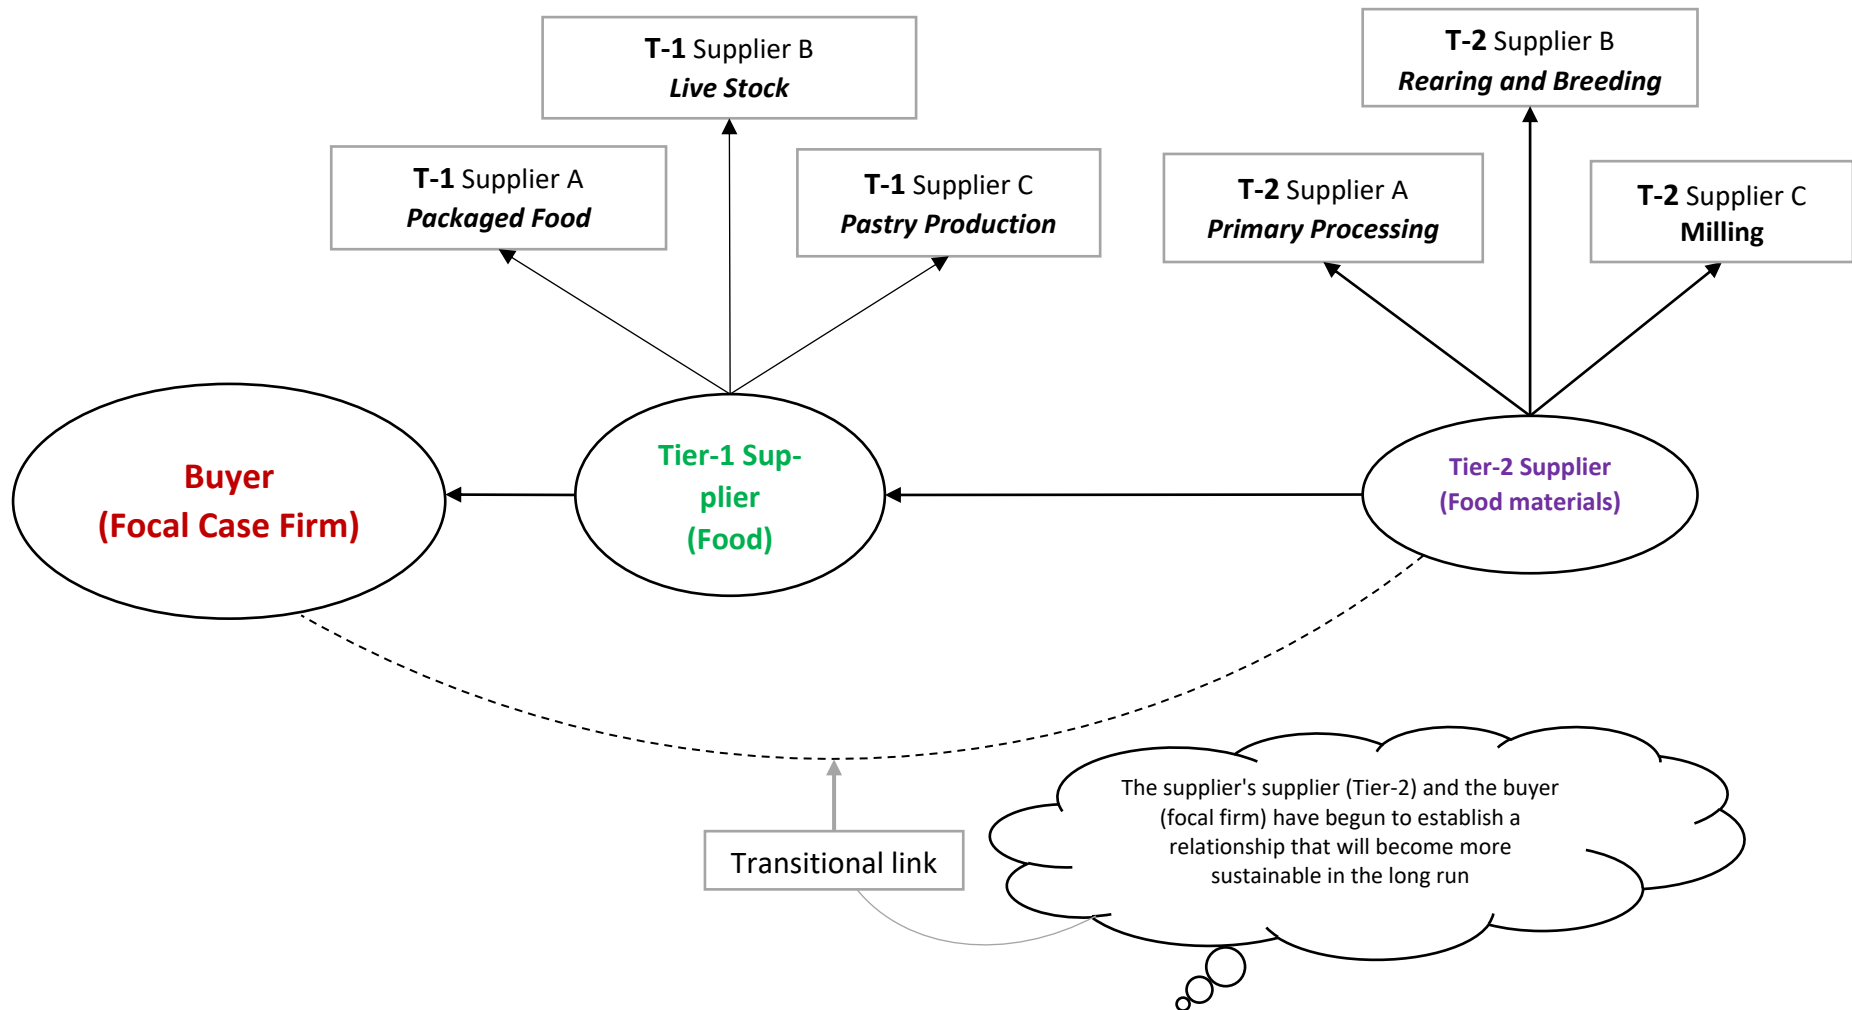 T-1 Supplier B
Live Stock
T-2 Supplier B
Rearing and Breeding
T-1 Supplier A
Packaged Food
T-1 Supplier C
Pastry Production
T-2 Supplier A
Primary Processing
T-2 Supplier C
Milling
Buyer
(Focal Case Firm)
Tier-1 Sup-
plier
(Food)
Tier-2 Supplier
(Food materials)
Transitional link
The supplier's supplier (Tier-2) and the buyer
(focal firm) have begun to establish a
relationship that will become more
sustainable in the long run